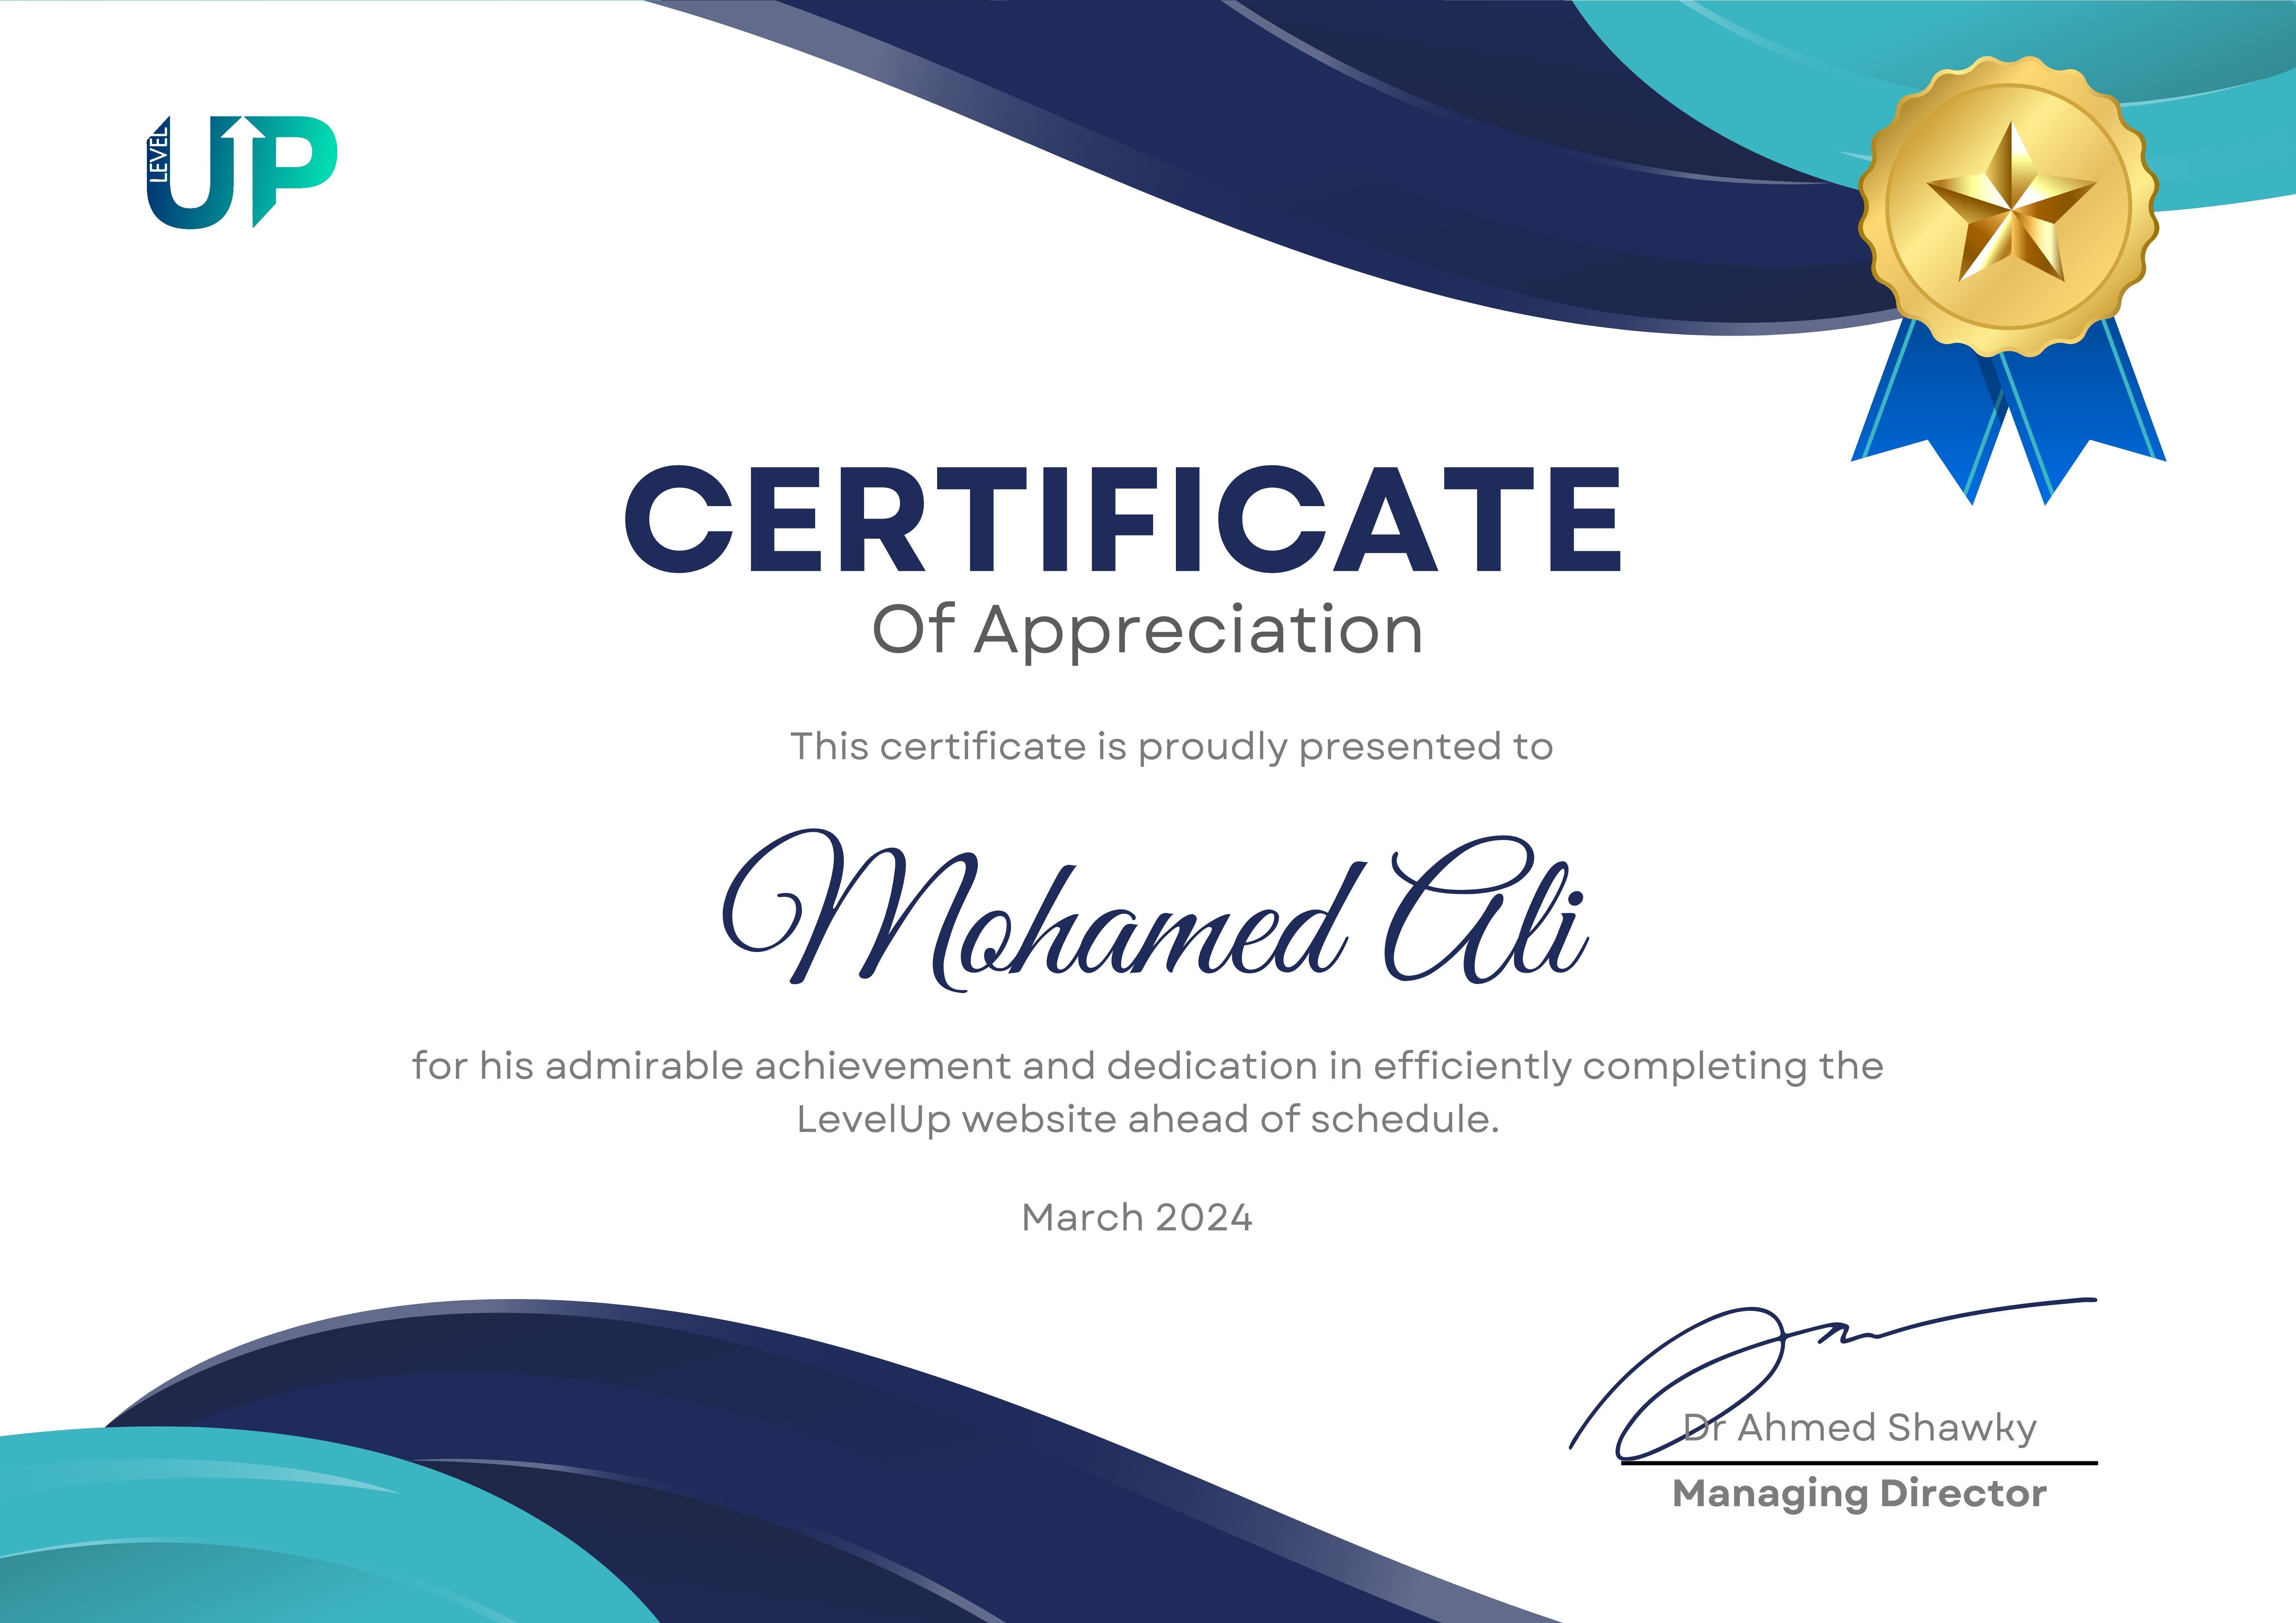 LEVEL
UP
CERTIFICATE
Of Appreciation
This certificate is proudly presented to
Mohamed Ali
for his admirable achievement and dedication in efficiently completing the
LevelUp website ahead of schedule.
March 2024
Dr Ahmed Shawky
Managing Director